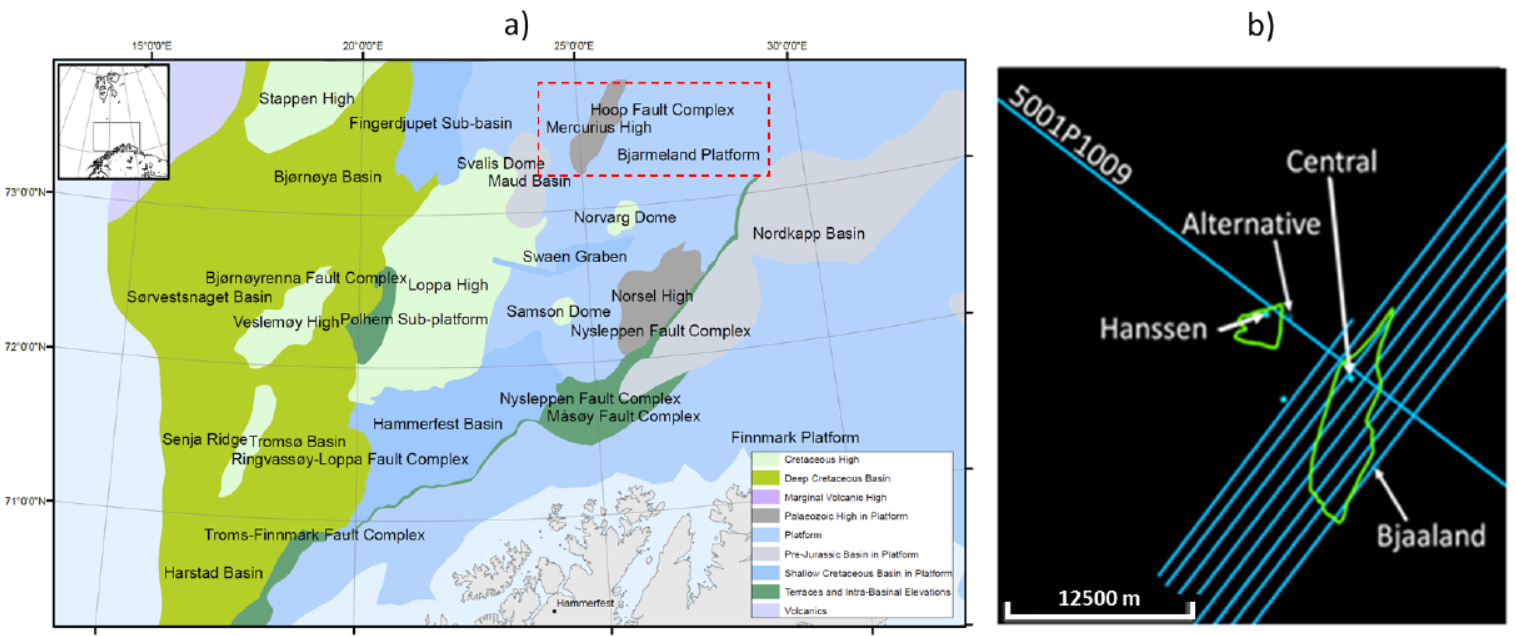 a)
b)
15°0'0"E
20°0'0"E
25°0'0"E
30°0'0"E
73°0'0"N
72°0'0"N
71°0'0"N
Stappen High
Fingerdjupet Sub-basin
Hoop Fault Complex
Mercurius High
Bjarmeland Platform
Svalis Dome
Maud Basin
Bjørnøya Basin
Norvarg Dome
Nordkapp Basin
Swaen Graben
Bjørnøyrenna Fault Complex
Loppa High
Sørvestsnaget Basin
Norsel High
Samson Dome
Veslemøy High
Polhem Sub-platform
Nysleppen Fault Complex
Nysleppen Fault Complex
Måsøy Fault Complex
Hammerfest Basin
Finnmark Platform
Senja Ridge
Tromsø Basin
Ringvassøy-Loppa Fault Complex
Troms-Finnmark Fault Complex
Harstad Basin
Hammerfest
Cretaceous High
Deep Cretaceous Basin
Marginal Volcanic High
Palaeozoic High in Platform
Platform
Pre-Jurassic Basin in Platform
Shallow Cretaceous Basin in Platform
Terraces and Intra-Basinal Elevations
Volcanics
5001P1009
Central
Alternative
Hanssen
Bjaaland
12500 m